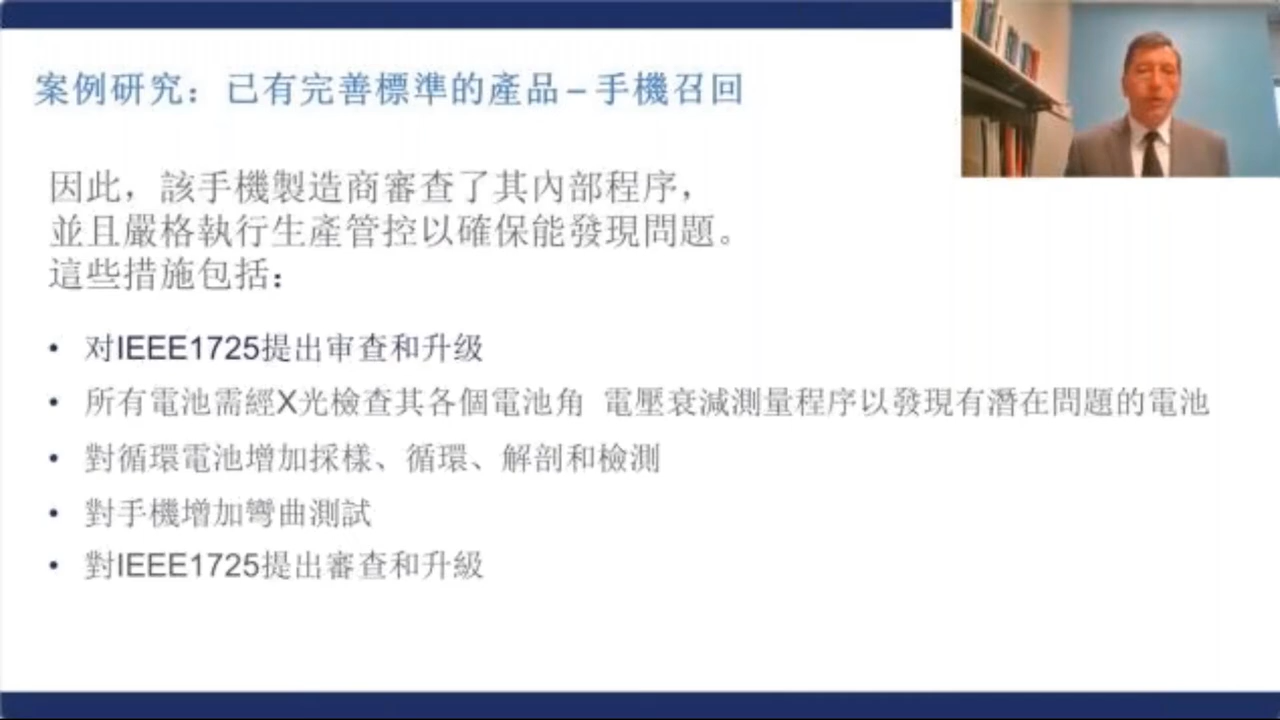 案例研究：已有完善標準的產品 – 手機召回
因此，該手機製造商審查了其內部程序，
並且嚴格執行生產管控以確保能發現問題。
這些措施包括：
• 对IEEE1725提出审查和升级
• 所有電池需經X光檢查其各個電池角 電壓衰減測量程序以發現有潛在問題的電池
• 對循環電池增加採樣、循環、解剖和檢測
• 對手機增加彎曲測試
• 對IEEE1725提出審查和升級